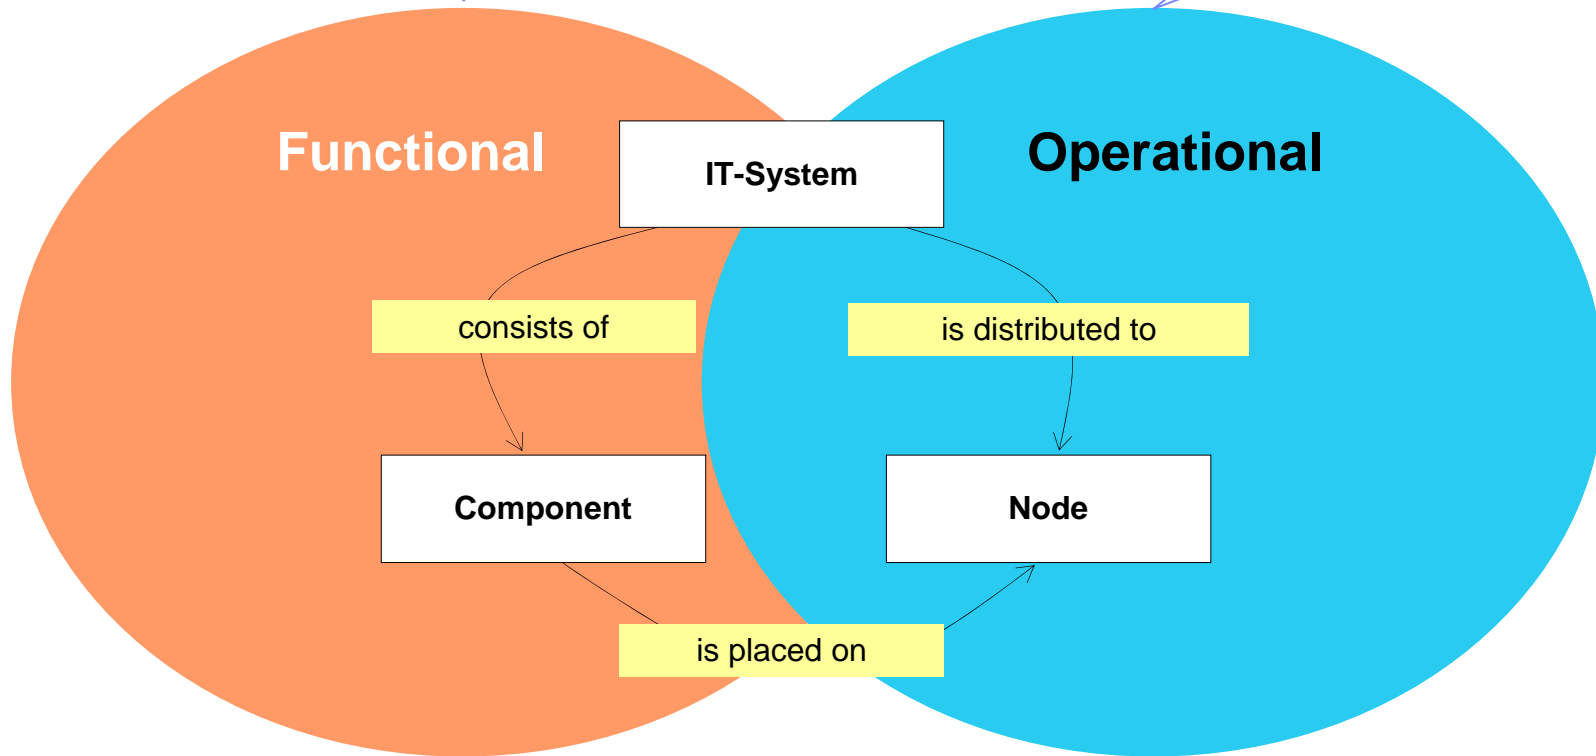 Functional
Operational
IT-System
consists of
is distributed to
Component
Node
is placed on